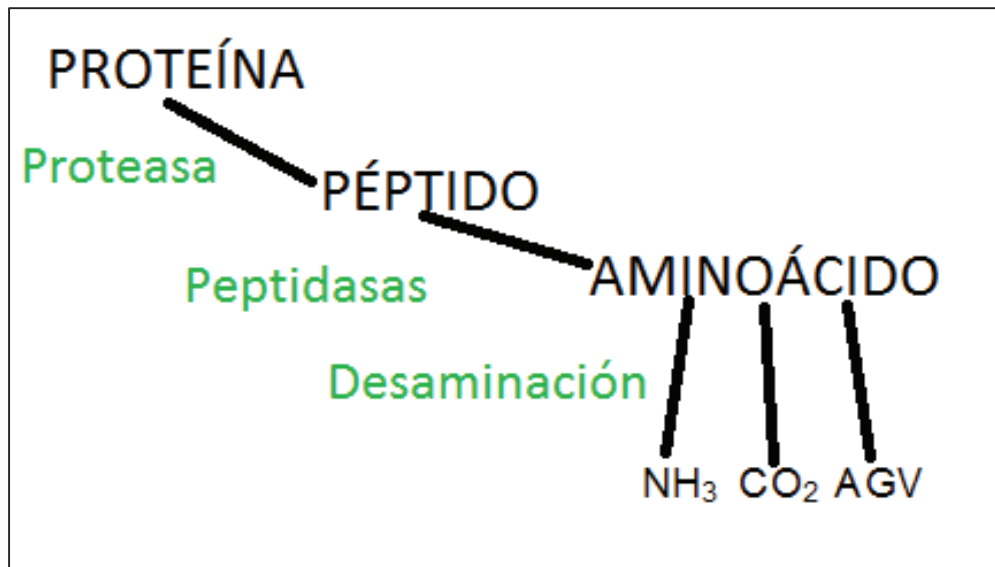 PROTEÍNA
Proteasa
PÉPTIDO
Peptidasas
AMINOÁCIDO
Desaminación
NH₃ CO₂ AGV